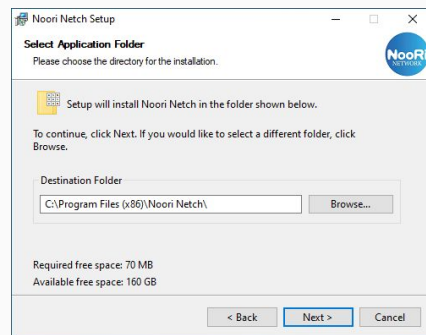 Noori Netch Setup
Select Application Folder
Please choose the directory for the installation.
NooRi
NETWORK
Setup will install Noori Netch in the folder shown below.
To continue, click Next. If you would like to select a different folder, click
Browse.
Destination Folder
C:\Program Files (x86)\Noori Netch\
Browse...
Required free space: 70 MB
Available free space: 160 GB
< Back
Next >
Cancel